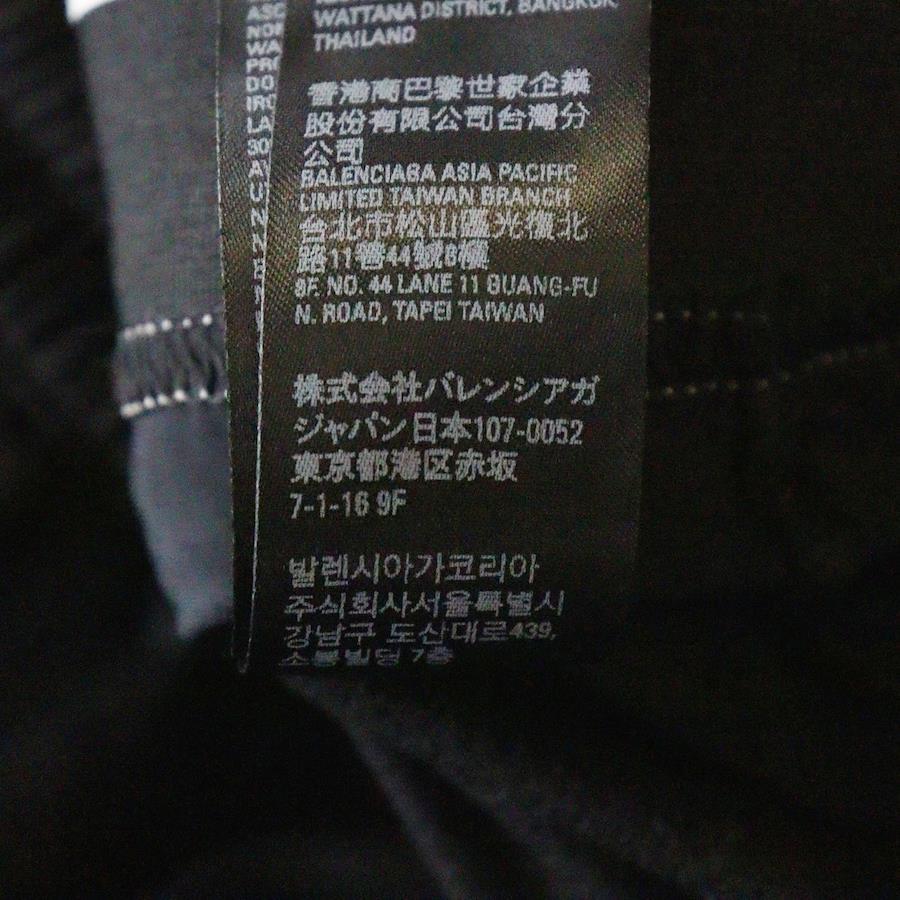 WATTANA DISTRICT, BANGKOK
THAILAND
香港商巴黎世家企業
股份有限公司台灣分
公司
BALENCIAGA ASIA PACIFIC
LIMITED TAIWAN BRANCH
台北市松山區光復北
路11巷44號8樓
8F. NO. 44 LANE 11 GUANG-FU
N. ROAD, TAPEI TAIWAN
株式会社バレンシアガ
ジャパン日本107-0052
東京都港区赤坂
7-1-16 9F
발렌시아가코리아
주식회사서울특별시
강남구 도산대로439,
빌딩 7층